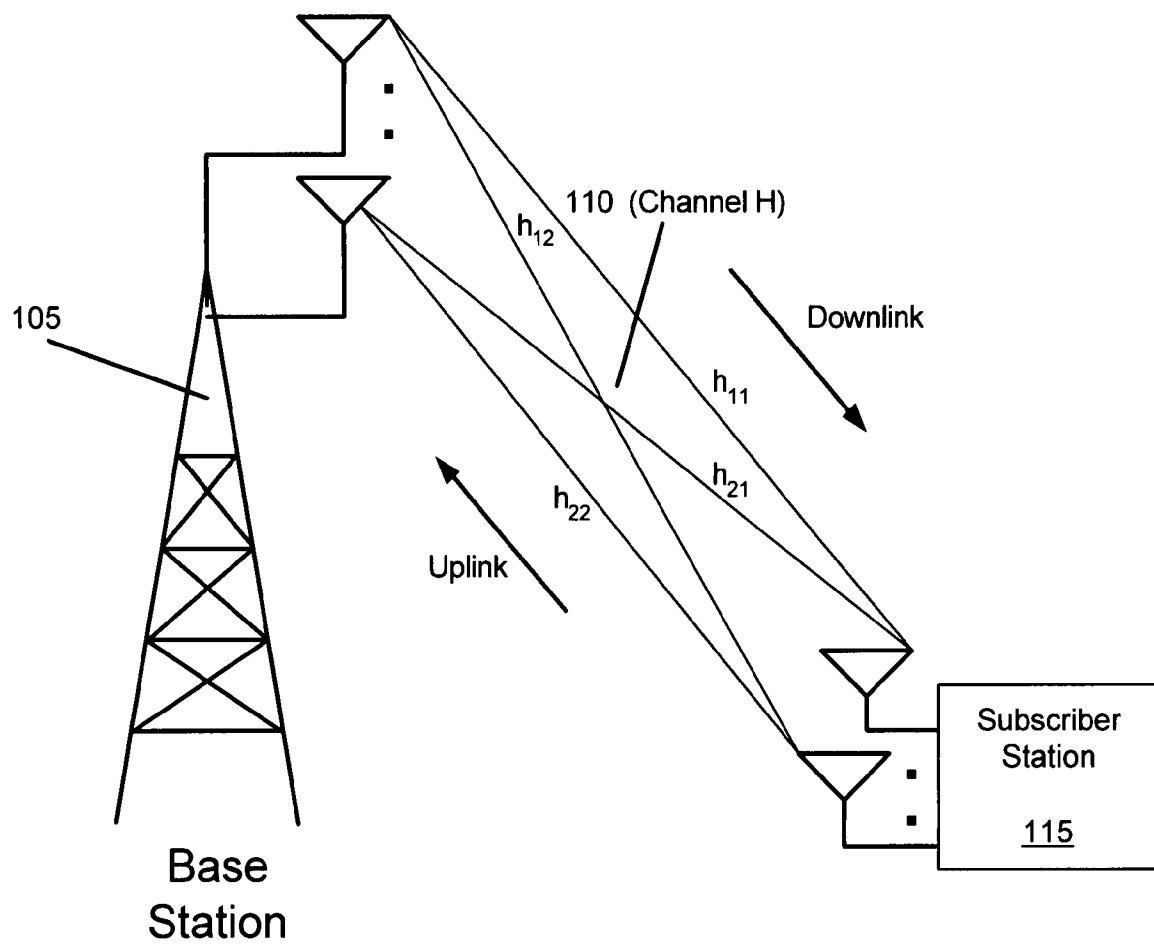 110 (Channel H)
h12
105
Downlink
h11
h21
h22
Uplink
Subscriber
Station
115
Base
Station